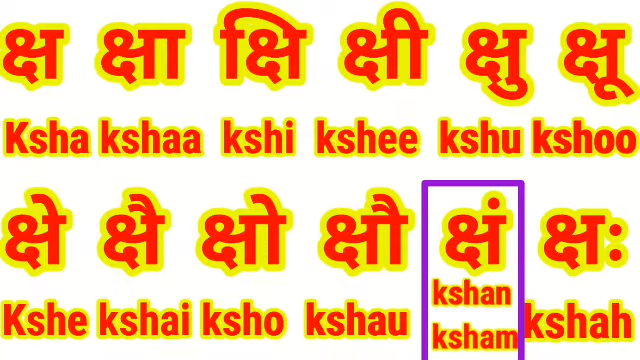 क्ष क्षा क्षि क्षी क्षु क्षू
Ksha kshaa kshi kshee kshu kshoo
क्षे क्षै क्षो क्षौ क्षं क्षः
Kshe kshai ksho kshau kshan kshah
ksham